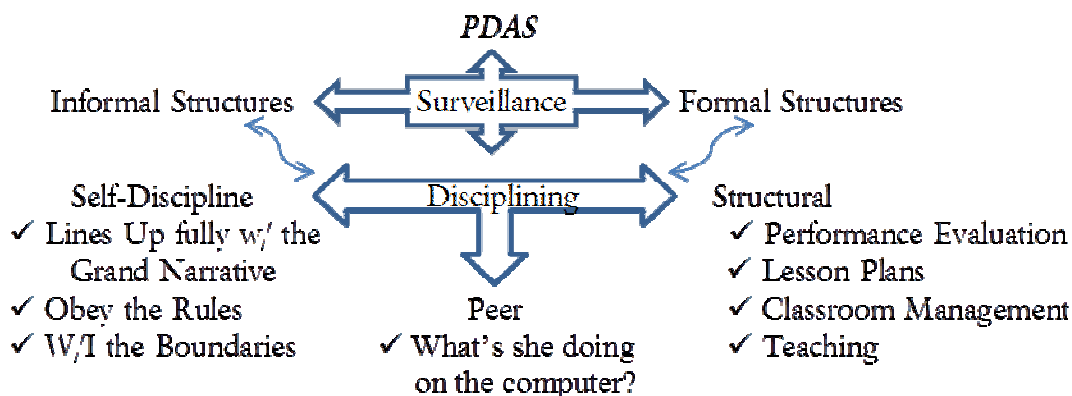 PDAS
Informal Structures
Surveillance
Formal Structures
Disciplining
Self-Discipline
✓ Lines Up fully w/ the
Grand Narrative
✓ Obey the Rules
✓ W/I the Boundaries
Peer
✓ What's she doing
on the computer?
Structural
✓ Performance Evaluation
✓ Lesson Plans
✓ Classroom Management
✓ Teaching